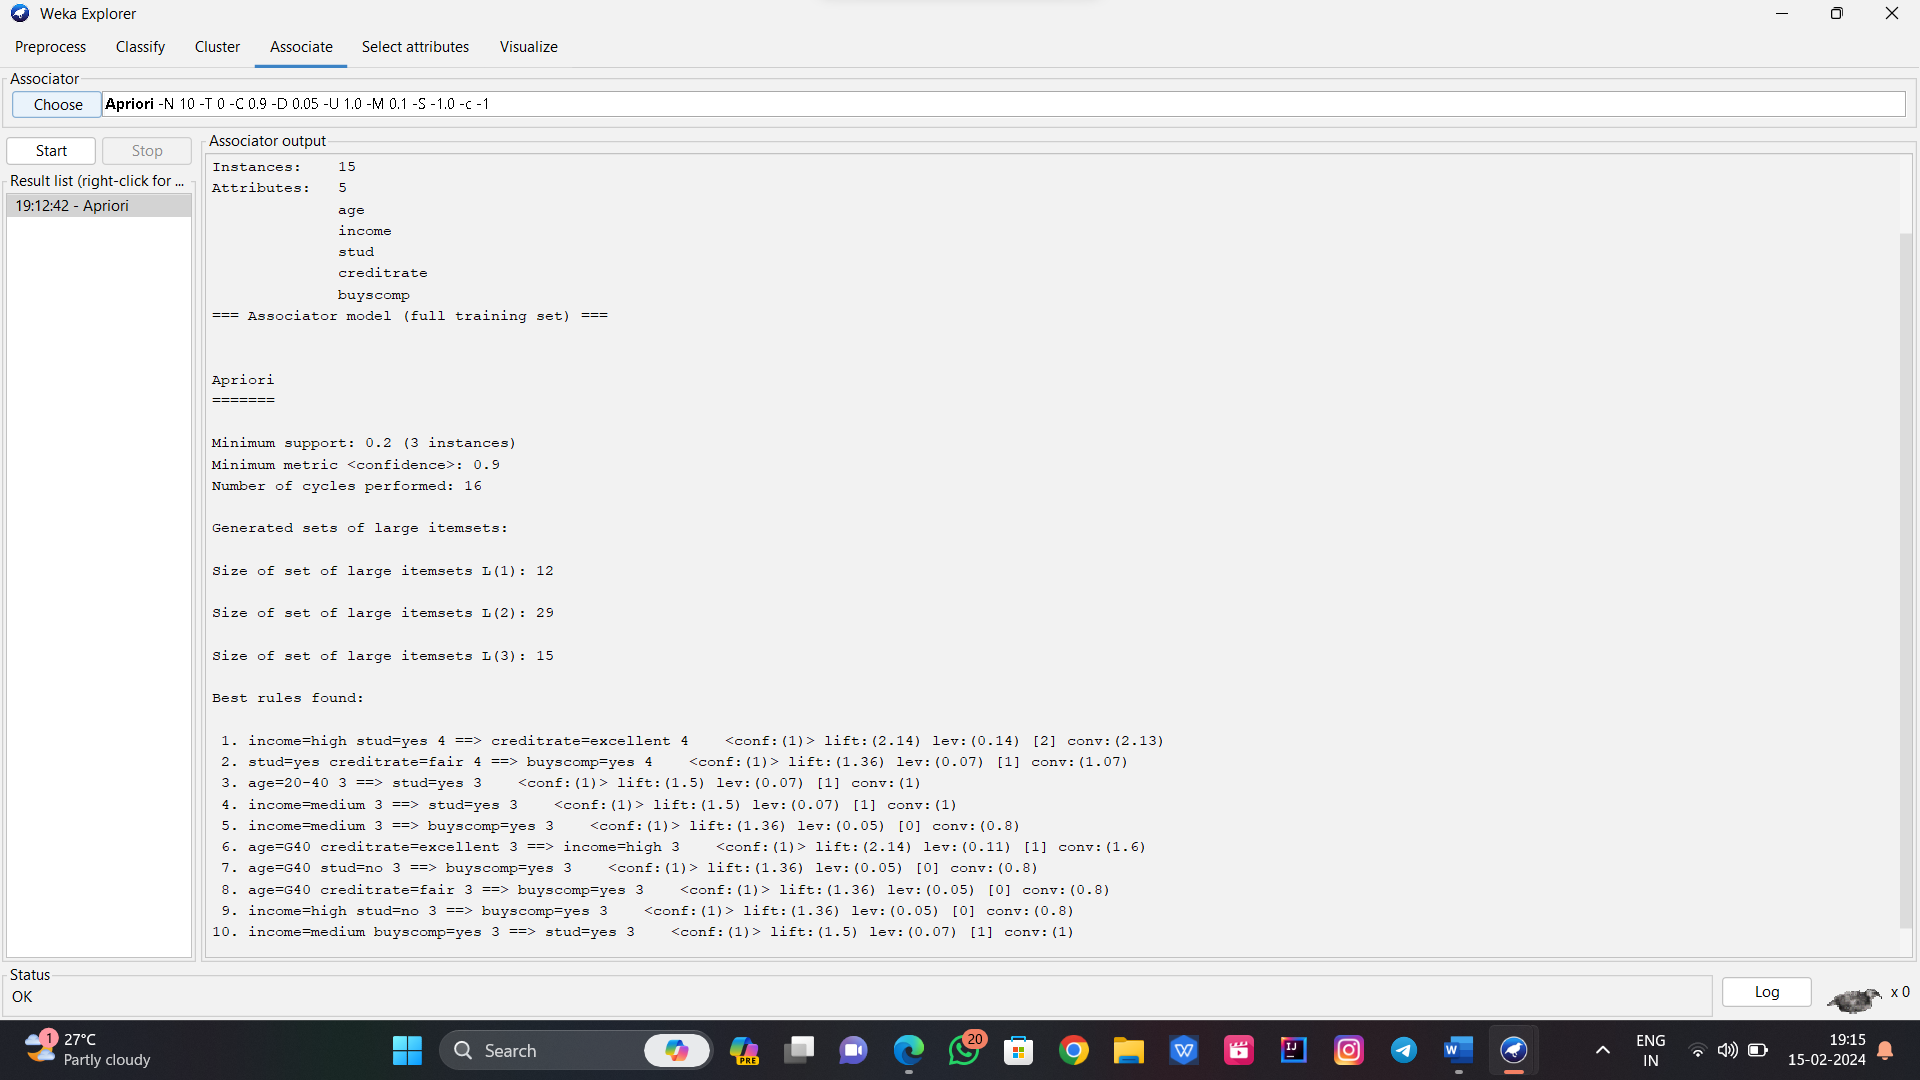 Weka Explorer
Preprocess Classify Cluster Associate Select attributes Visualize
Associator
Choose Apriori -N 10 -T 0 -C 0.9 -D 0.05 -U 1.0 -M 0.1 -S -1.0 -c -1
Start Stop
Result list (right-click for ...
19:12:42 - Apriori
Associator output
Instances: 15
Attributes: 5
age
income
stud
creditrate
buyscomp
=== Associator model (full training set) ===
Apriori
=======
Minimum support: 0.2 (3 instances)
Minimum metric <confidence>: 0.9
Number of cycles performed: 16
Generated sets of large itemsets:
Size of set of large itemsets L(1): 12
Size of set of large itemsets L(2): 29
Size of set of large itemsets L(3): 15
Best rules found:
1. income=high stud=yes 4 ==> creditrate=excellent 4 <conf:(1)> lift:(2.14) lev:(0.14) [2] conv:(2.13)
2. stud=yes creditrate=fair 4 ==> buyscomp=yes 4 <conf:(1)> lift:(1.36) lev:(0.07) [1] conv:(1.07)
3. age=20-40 3 ==> stud=yes 3 <conf:(1)> lift:(1.5) lev:(0.07) [1] conv:(1)
4. income=medium 3 ==> stud=yes 3 <conf:(1)> lift:(1.5) lev:(0.07) [1] conv:(1)
5. income=medium 3 ==> buyscomp=yes 3 <conf:(1)> lift:(1.36) lev:(0.05) [0] conv:(0.8)
6. age=G40 creditrate=excellent 3 ==> income=high 3 <conf:(1)> lift:(2.14) lev:(0.11) [1] conv:(1.6)
7. age=G40 stud=no 3 ==> buyscomp=yes 3 <conf:(1)> lift:(1.36) lev:(0.05) [0] conv:(0.8)
8. age=G40 creditrate=fair 3 ==> buyscomp=yes 3 <conf:(1)> lift:(1.36) lev:(0.05) [0] conv:(0.8)
9. income=high stud=no 3 ==> buyscomp=yes 3 <conf:(1)> lift:(1.36) lev:(0.05) [0] conv:(0.8)
10. income=medium buyscomp=yes 3 ==> stud=yes 3 <conf:(1)> lift:(1.5) lev:(0.07) [1] conv:(1)
Status
OK
Log x 0
1 27°C
Partly cloudy
Search
PRE
20
IJ
W
ENG
IN
19:15
15-02-2024